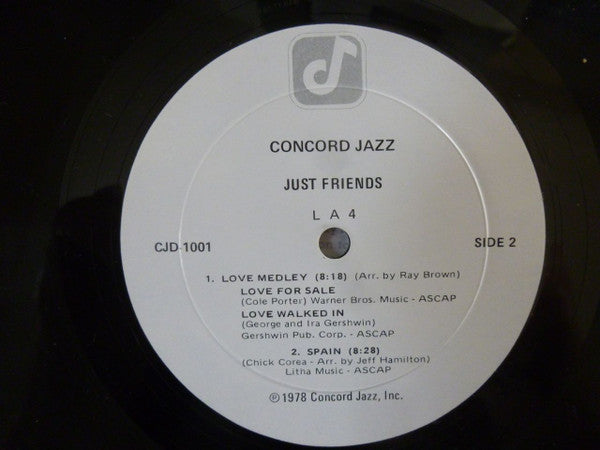 CONCORD JAZZ
JUST FRIENDS
L A 4
CJD-1001
SIDE 2
1. LOVE MEDLEY (8:18) (Arr. by Ray Brown)
LOVE FOR SALE
(Cole Porter) Warner Bros. Music - ASCAP
LOVE WALKED IN
(George and Ira Gershwin)
Gershwin Pub. Corp. - ASCAP
2. SPAIN (8:28)
(Chick Corea - Arr. by Jeff Hamilton)
Litha Music - ASCAP
℗ 1978 Concord Jazz, Inc.